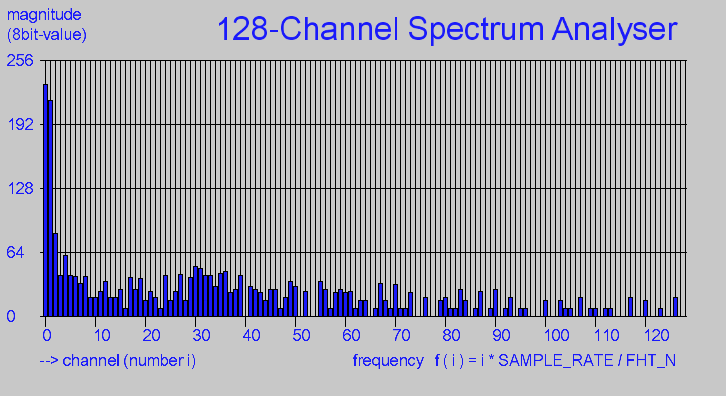 magnitude
(8bit-value)
128-Channel Spectrum Analyser
256
192
128
64
0
0 10 20 30 40 50 60 70 80 90 100 110 120
--> channel (number i)
frequency f ( i ) = i * SAMPLE_RATE / FHT_N